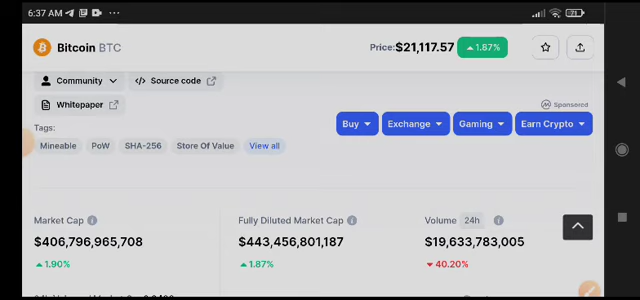 6:37 AM ··· 71
Bitcoin BTC Price:$21,117.57 1.87%
Community Source code
Whitepaper Sponsored
Tags: Buy Exchange Gaming Earn Crypto
Mineable PoW SHA-256 Store Of Value View all
Market Cap Fully Diluted Market Cap Volume 24h
$406,796,965,708 $443,456,801,187 $19,633,783,005
1.90% 1.87% 40.20%